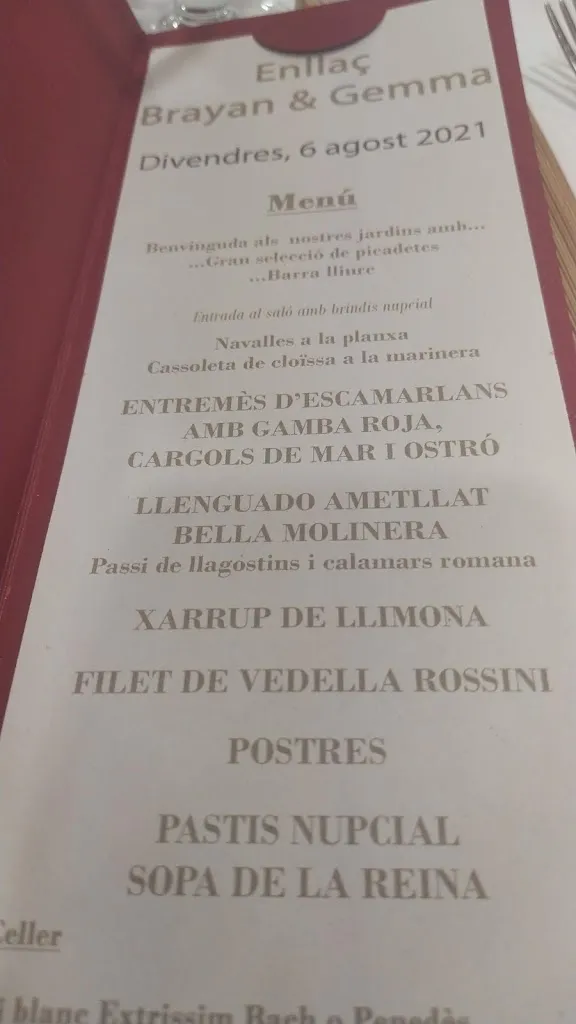 Enllaç
Brayan & Gemma
Divendres, 6 agost 2021
Menú
Benvinguda als nostres jardins amb...
...Gran selecció de picadetes
...Barra lliure
Entrada al saló amb brindis nupcial
Navalles a la planxa
Cassoleta de cloïssa a la marinera
ENTREMÈS D'ESCAMARLANS
AMB GAMBA ROJA,
CARGOLS DE MAR I OSTRÓ
LLENGUADO AMETLLAT
BELLA MOLINERA
Passi de llagostins i calamars romana
XARRUP DE LLIMONA
FILET DE VEDELLA ROSSINI
POSTRES
PASTIS NUPCIAL
SOPA DE LA REINA
Celler
i blanc Extrissim Bach o Penedès